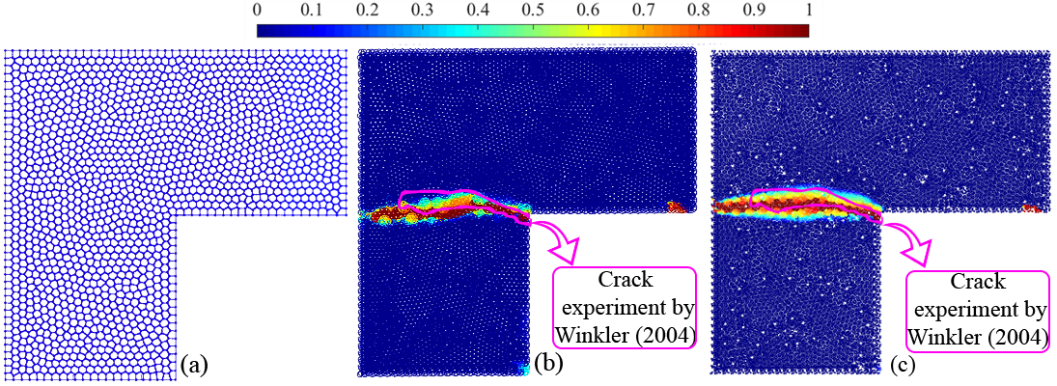 0 0.1 0.2 0.3 0.4 0.5 0.6 0.7 0.8 0.9 1
(a)
Crack
experiment by
Winkler (2004)
(b)
Crack
experiment by
Winkler (2004)
(c)